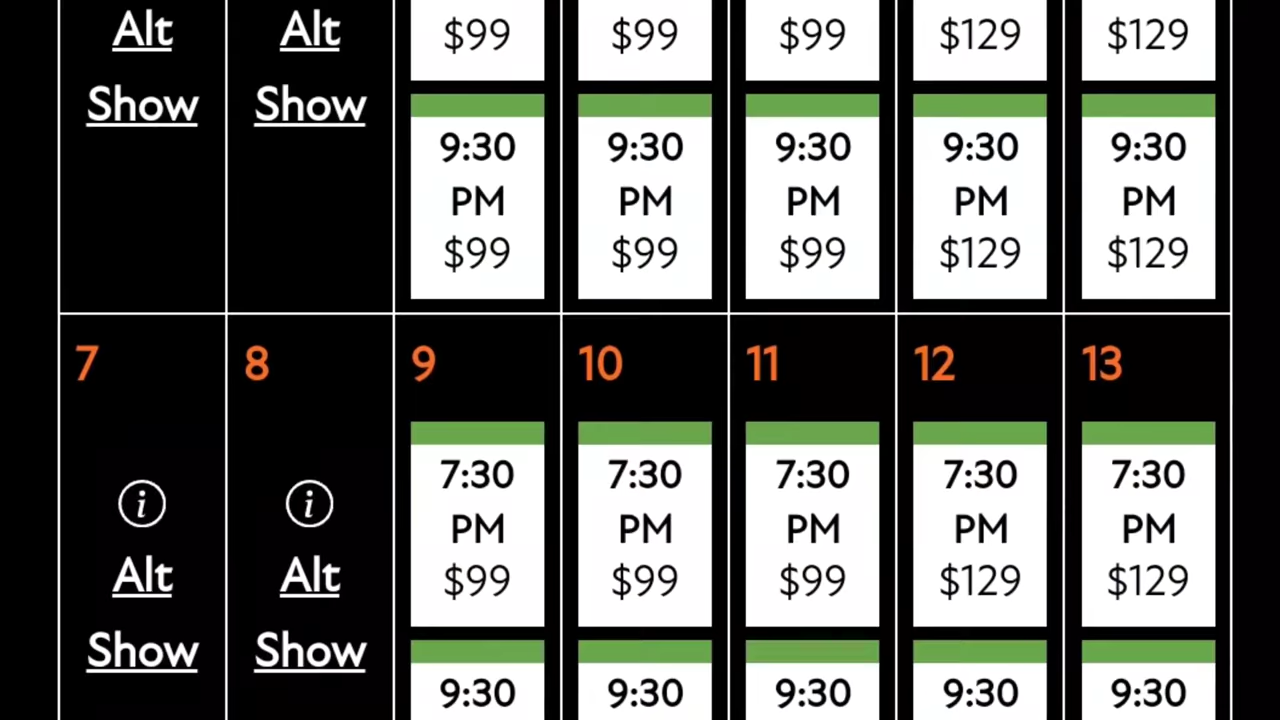 Alt Alt $99 $99 $99 $129 $129
Show Show
9:30 9:30 9:30 9:30 9:30
PM PM PM PM PM
$99 $99 $99 $129 $129
7 8 9 10 11 12 13
7:30 7:30 7:30 7:30 7:30
i i
PM PM PM PM PM
Alt Alt $99 $99 $99 $129 $129
Show Show
9:30 9:30 9:30 9:30 9:30